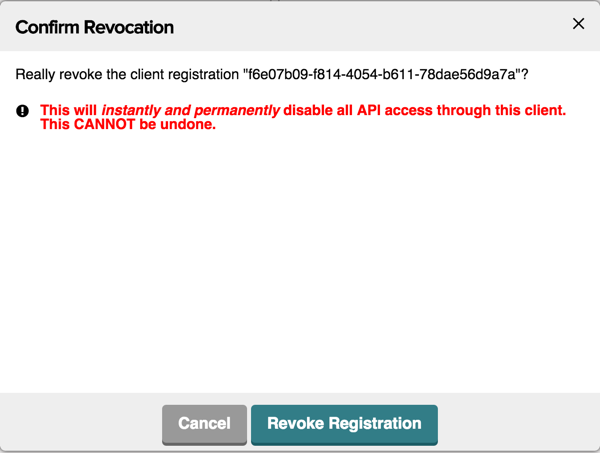 Confirm Revocation
Really revoke the client registration "f6e07b09-f814-4054-b611-78dae56d9a7a"?
This will instantly and permanently disable all API access through this client.
This CANNOT be undone.
Cancel
Revoke Registration